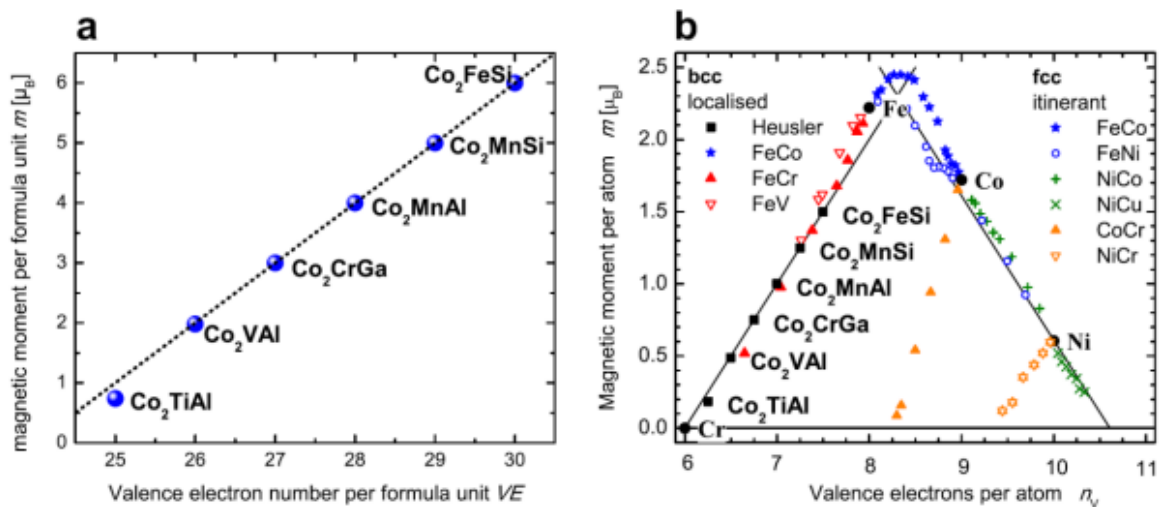 a
magnetic moment per formula unit m [μ_B]
6
5
4
3
2
1
0
Co₂FeSi
Co₂MnSi
Co₂MnAl
Co₂CrGa
Co₂VAl
Co₂TiAl
25 26 27 28 29 30
Valence electron number per formula unit VE
b
Magnetic moment per atom m [μ_B]
2.5
2.0
1.5
1.0
0.5
0.0
bcc
localised
Heusler
FeCo
FeCr
FeV
fcc
itinerant
FeCo
FeNi
NiCo
NiCu
CoCr
NiCr
Fe
Co
Co₂FeSi
Co₂MnSi
Co₂MnAl
Co₂CrGa
Co₂VAl
Co₂TiAl
Ni
Cr
6 7 8 9 10 11
Valence electrons per atom n_V